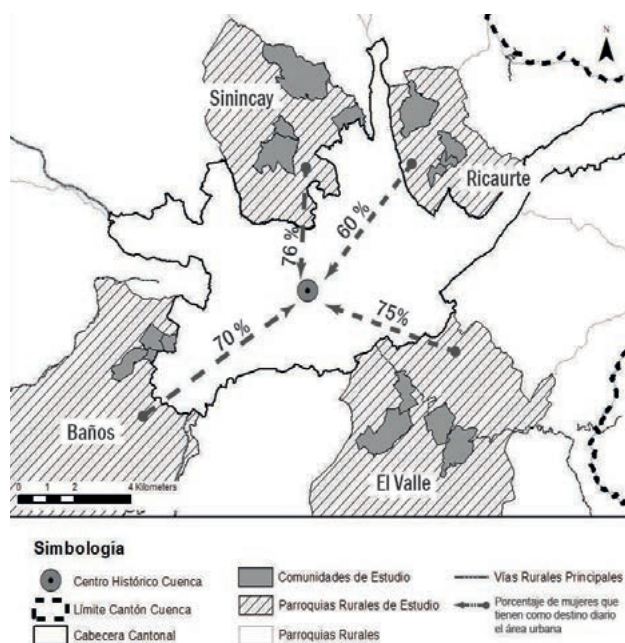 N
Sinincay
Ricaurte
76 %
60 %
75%
70 %
Baños
El Valle
0 1 2 4 Kilometers
Simbología
Centro Histórico Cuenca
Límite Cantón Cuenca
Cabecera Cantonal
Comunidades de Estudio
Parroquias Rurales de Estudio
Parroquias Rurales
Vías Rurales Principales
Porcentaje de mujeres que
tienen como destino diario
el área urbana